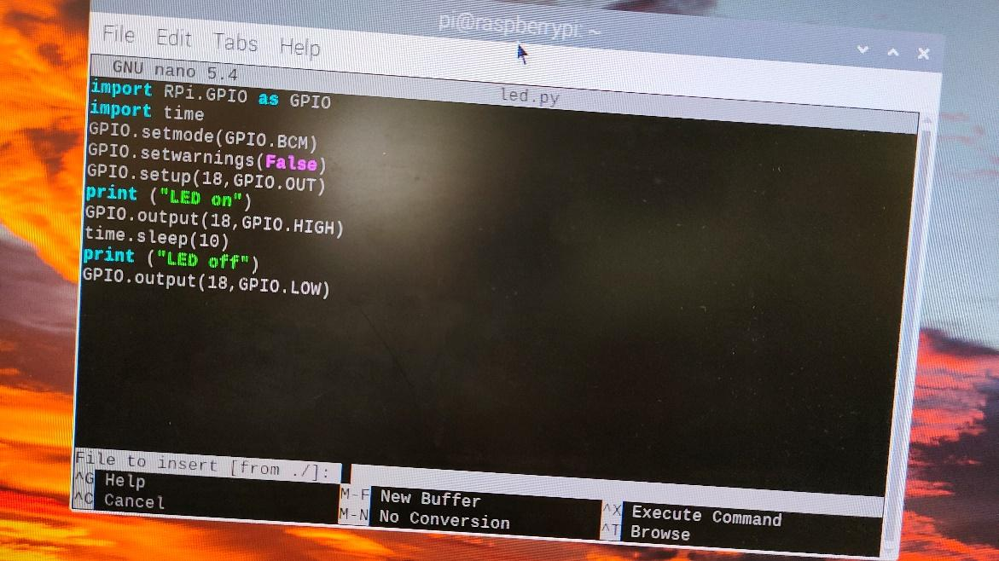 pi@raspberrypi: ~
File Edit Tabs Help
GNU nano 5.4 led.py
import RPi.GPIO as GPIO
import time
GPIO.setmode(GPIO.BCM)
GPIO.setwarnings(False)
GPIO.setup(18,GPIO.OUT)
print ("LED on")
GPIO.output(18,GPIO.HIGH)
time.sleep(10)
print ("LED off")
GPIO.output(18,GPIO.LOW)
File to insert [from ./]:
^G Help M-F New Buffer ^X Execute Command
^C Cancel M-N No Conversion ^T Browse